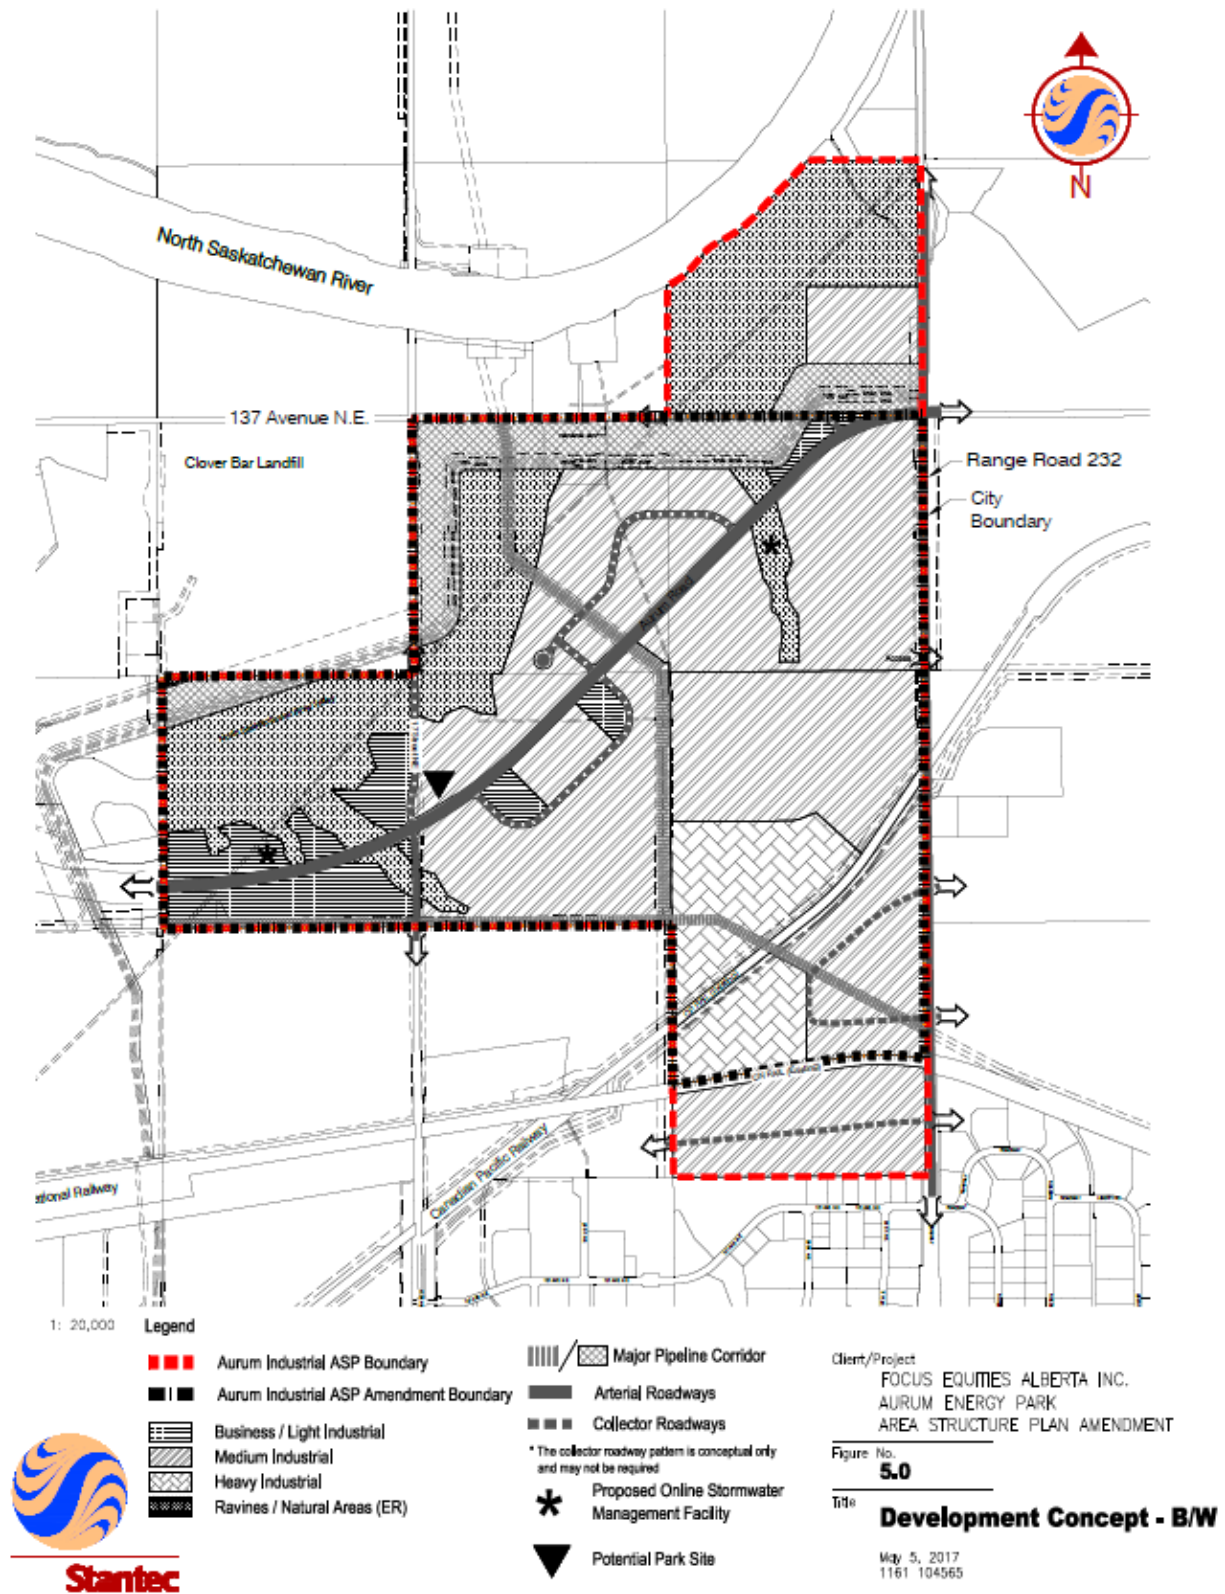 N
North Saskatchewan River
137 Avenue N.E.
Clover Bar Landfill
Range Road 232
City
Boundary
Aurum Road
Access
Canadian Pacific Railway
ational Railway
1: 20,000
Legend
Aurum Industrial ASP Boundary
Aurum Industrial ASP Amendment Boundary
Business / Light Industrial
Medium Industrial
Heavy Industrial
Ravines / Natural Areas (ER)
Major Pipeline Corridor
Arterial Roadways
Collector Roadways
* The collector roadway pattern is conceptual only
and may not be required
Proposed Online Stormwater
Management Facility
Potential Park Site
Client/Project
FOCUS EQUITIES ALBERTA INC.
AURUM ENERGY PARK
AREA STRUCTURE PLAN AMENDMENT
Figure No.
5.0
Title
Development Concept - B/W
May 5, 2017
1161 104565
Stantec